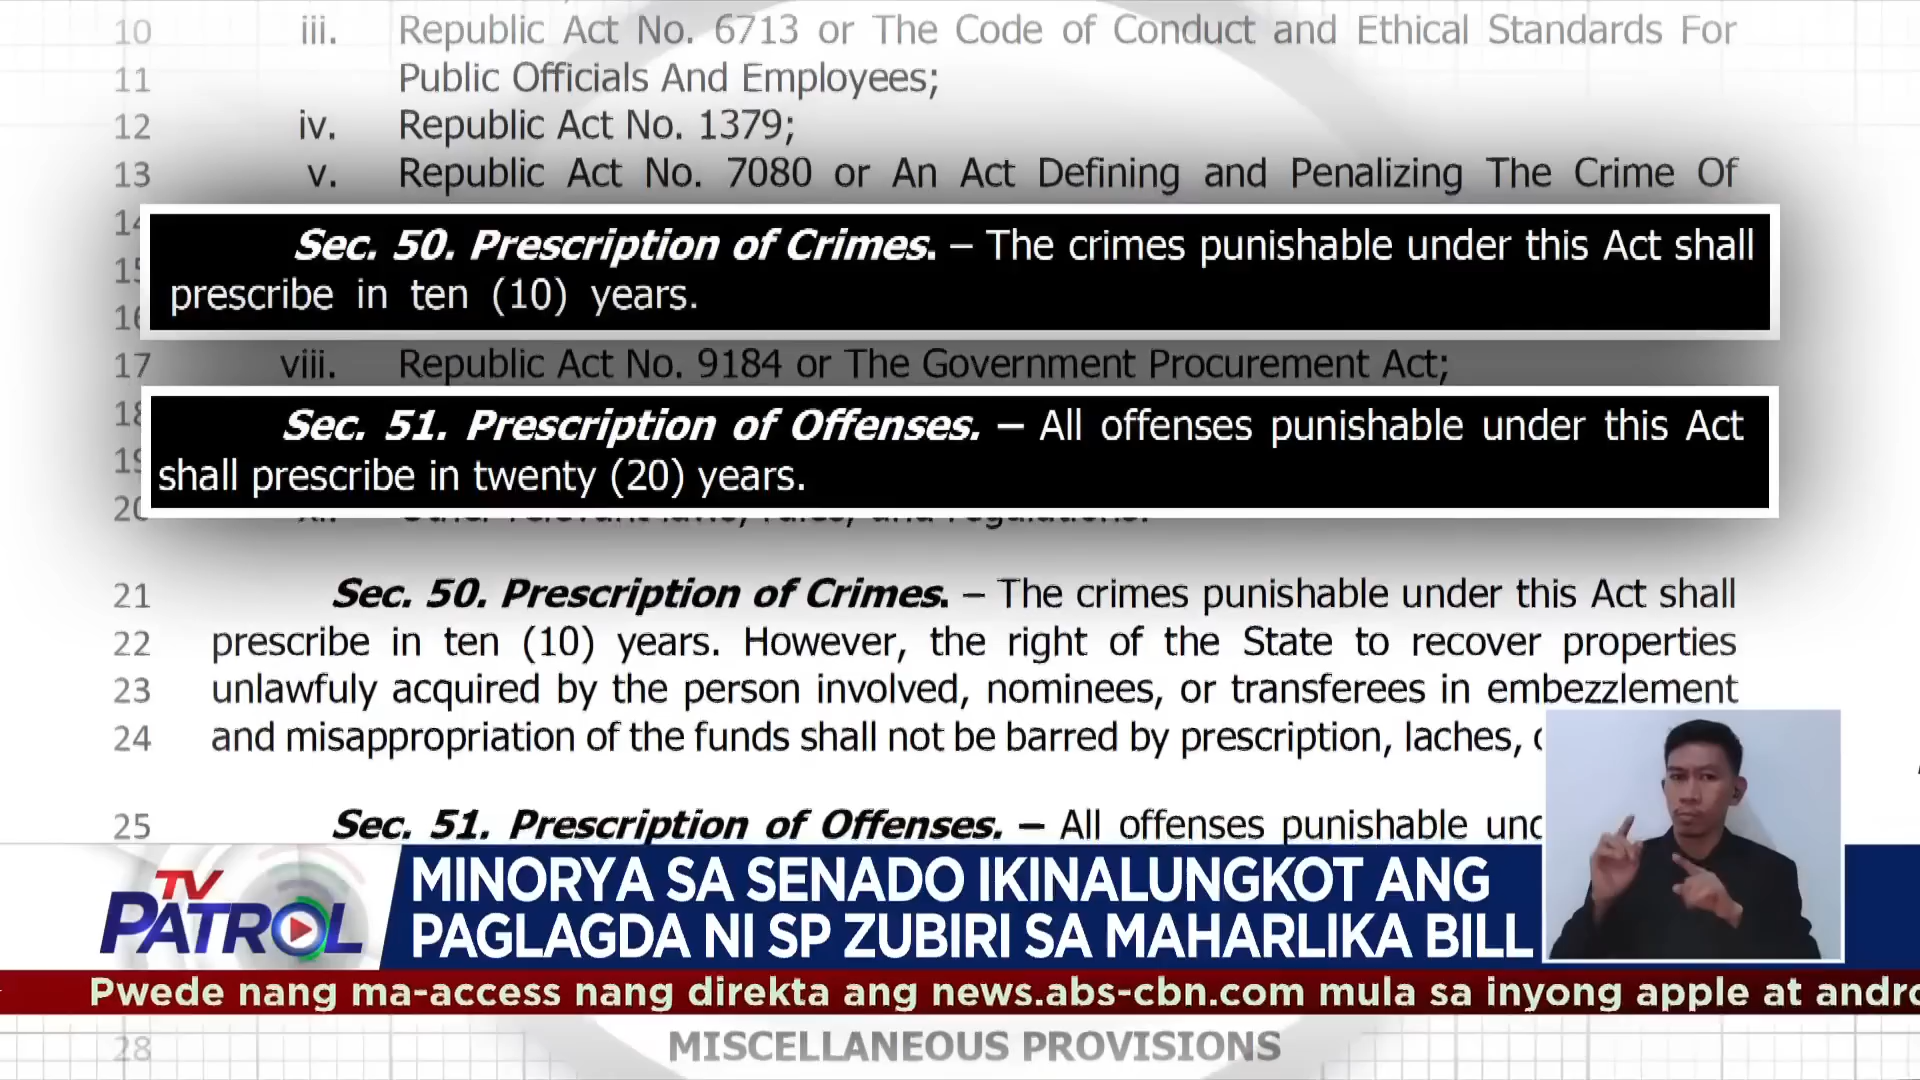 10 iii. Republic Act No. 6713 or The Code of Conduct and Ethical Standards For
11 Public Officials And Employees;
12 iv. Republic Act No. 1379;
13 v. Republic Act No. 7080 or An Act Defining and Penalizing The Crime Of
14
Sec. 50. Prescription of Crimes. – The crimes punishable under this Act shall
15
prescribe in ten (10) years.
16
17 viii. Republic Act No. 9184 or The Government Procurement Act;
18
Sec. 51. Prescription of Offenses. – All offenses punishable under this Act
19
shall prescribe in twenty (20) years.
20
21 Sec. 50. Prescription of Crimes. – The crimes punishable under this Act shall
22 prescribe in ten (10) years. However, the right of the State to recover properties
23 unlawfuly acquired by the person involved, nominees, or transferees in embezzlement
24 and misappropriation of the funds shall not be barred by prescription, laches,
25 Sec. 51. Prescription of Offenses. – All offenses punishable
TV PATROL
MINORYA SA SENADO IKINALUNGKOT ANG
PAGLAGDA NI SP ZUBIRI SA MAHARLIKA BILL
Pwede nang ma-access nang direkta ang news.abs-cbn.com mula sa inyong apple at
28 MISCELLANEOUS PROVISIONS